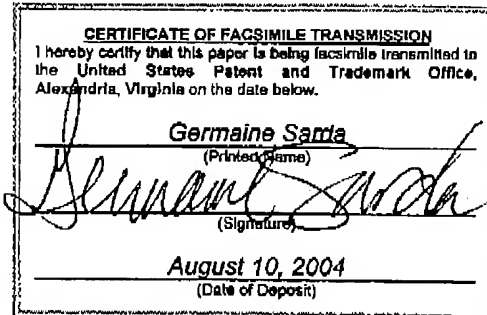 CERTIFICATE OF FACSIMILE TRANSMISSION
I hereby certify that this paper is being facsimile transmitted to
the United States Patent and Trademark Office,
Alexandria, Virginia on the date below.
Germaine Sarda
(Printed Name)
Germaine Sarda
(Signature)
August 10, 2004
(Date of Deposit)